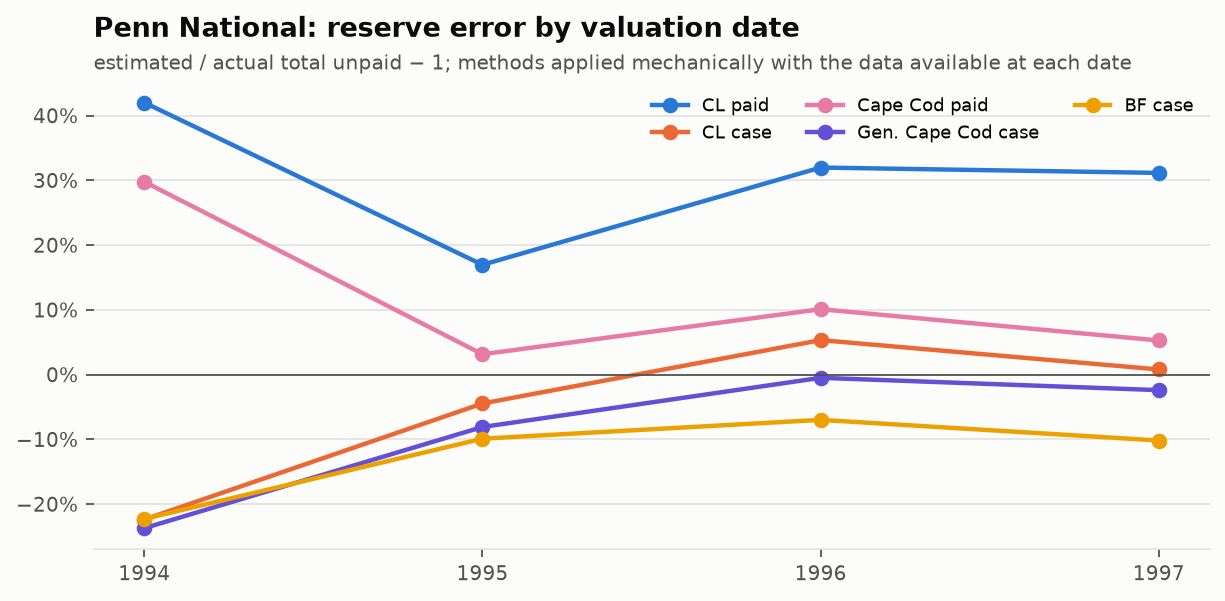 Penn National: reserve error by valuation date
estimated / actual total unpaid − 1; methods applied mechanically with the data available at each date
CL paid
CL case
Cape Cod paid
Gen. Cape Cod case
BF case
40%
30%
20%
10%
0%
−10%
−20%
1994
1995
1996
1997